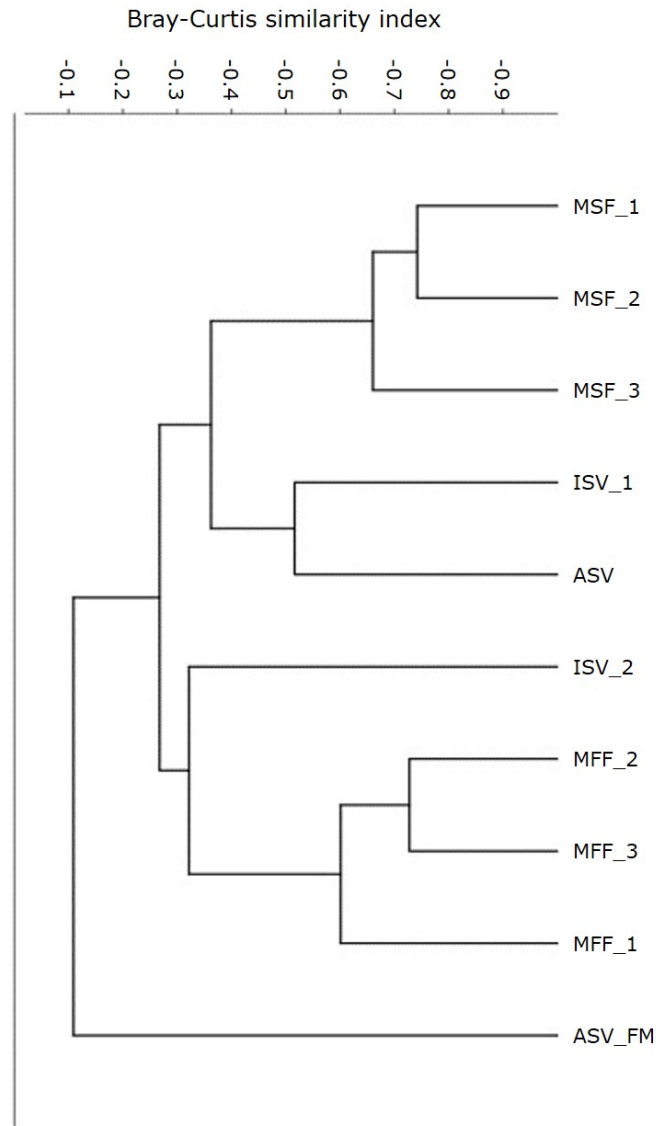 Bray-Curtis similarity index
-0.1
-0.2
-0.3
-0.4
-0.5
-0.6
-0.7
-0.8
-0.9
MSF_1
MSF_2
MSF_3
ISV_1
ASV
ISV_2
MFF_2
MFF_3
MFF_1
ASV_FM